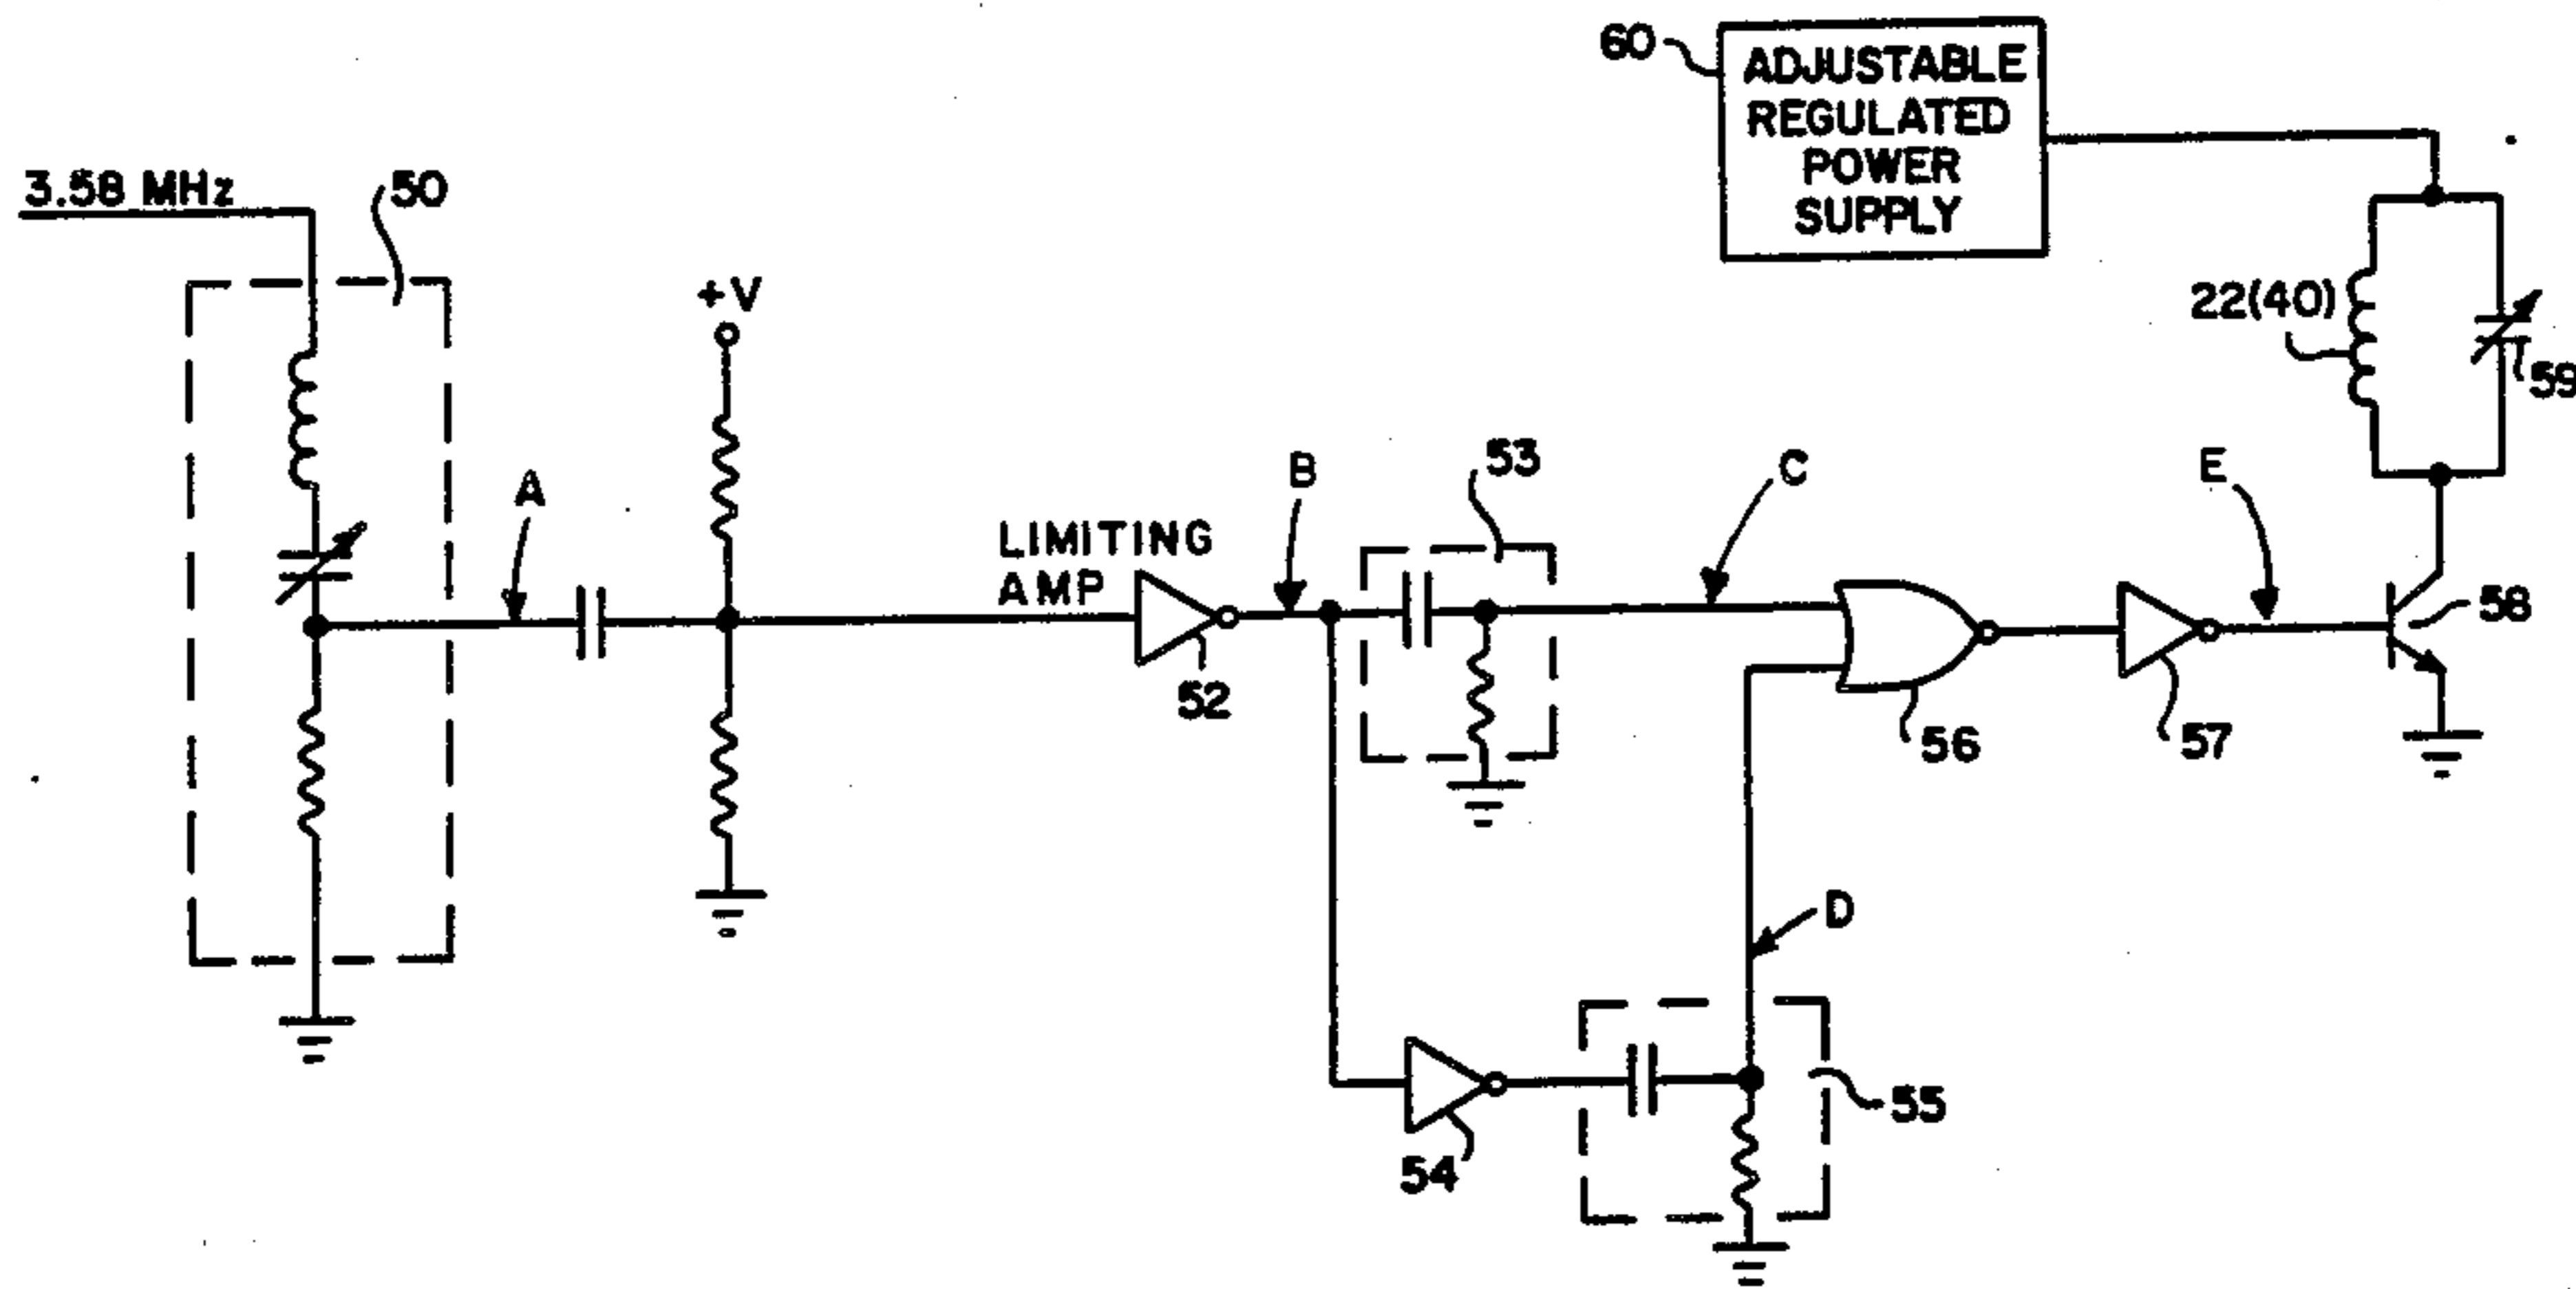 60
ADJUSTABLE
REGULATED
POWER
SUPPLY
3.58 MHz
50
+V
22(40)
59
A
LIMITING
AMP
52
B
53
C
E
58
56
57
D
54
55